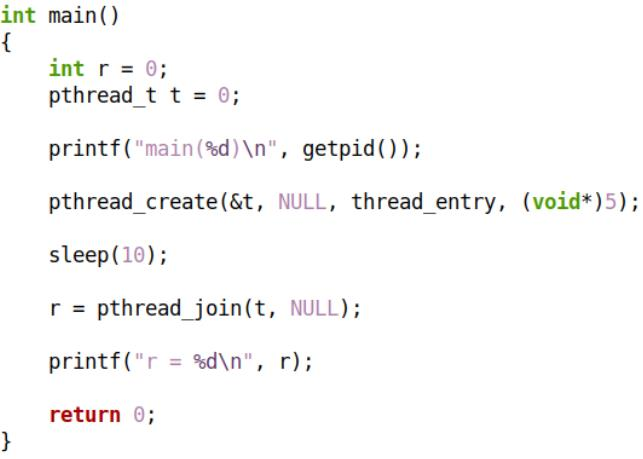 int main()
{
    int r = 0;
    pthread_t t = 0;

    printf("main(%d)\n", getpid());

    pthread_create(&t, NULL, thread_entry, (void*)5);

    sleep(10);

    r = pthread_join(t, NULL);

    printf("r = %d\n", r);

    return 0;
}